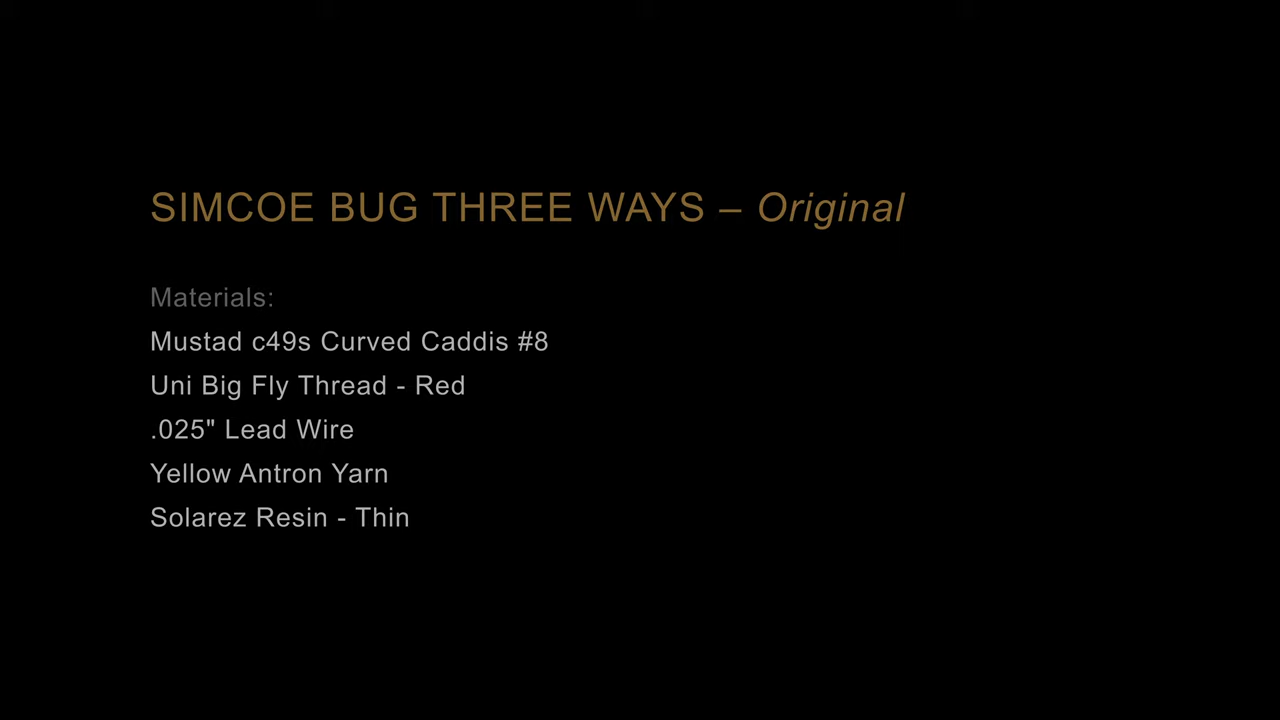 SIMCOE BUG THREE WAYS – Original
Materials:
Mustad c49s Curved Caddis #8
Uni Big Fly Thread - Red
.025" Lead Wire
Yellow Antron Yarn
Solarez Resin - Thin